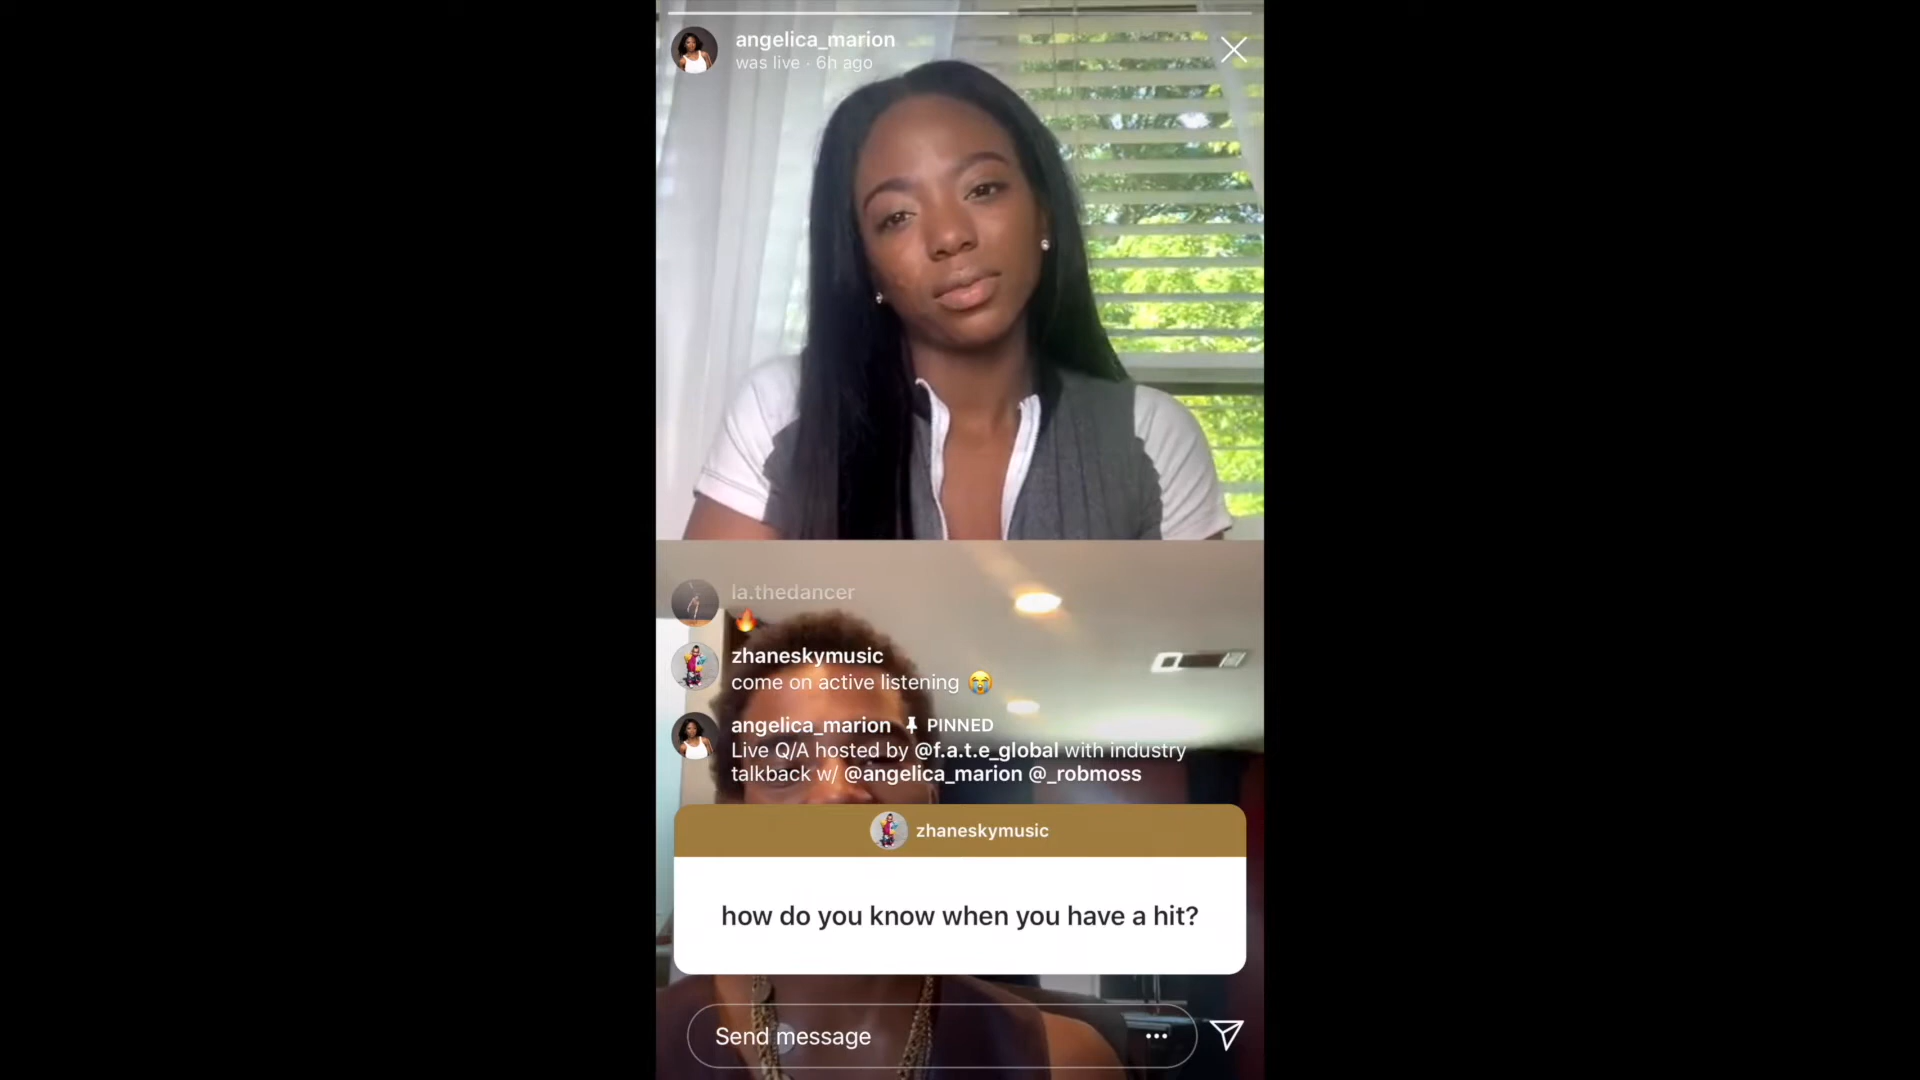 angelica_marion
was live · 6h ago
la.thedancer
🔥
zhaneskymusic
come on active listening 😭
angelica_marion PINNED
Live Q/A hosted by @f.a.t.e_global with industry
talkback w/ @angelica_marion @_robmoss
zhaneskymusic
how do you know when you have a hit?
Send message